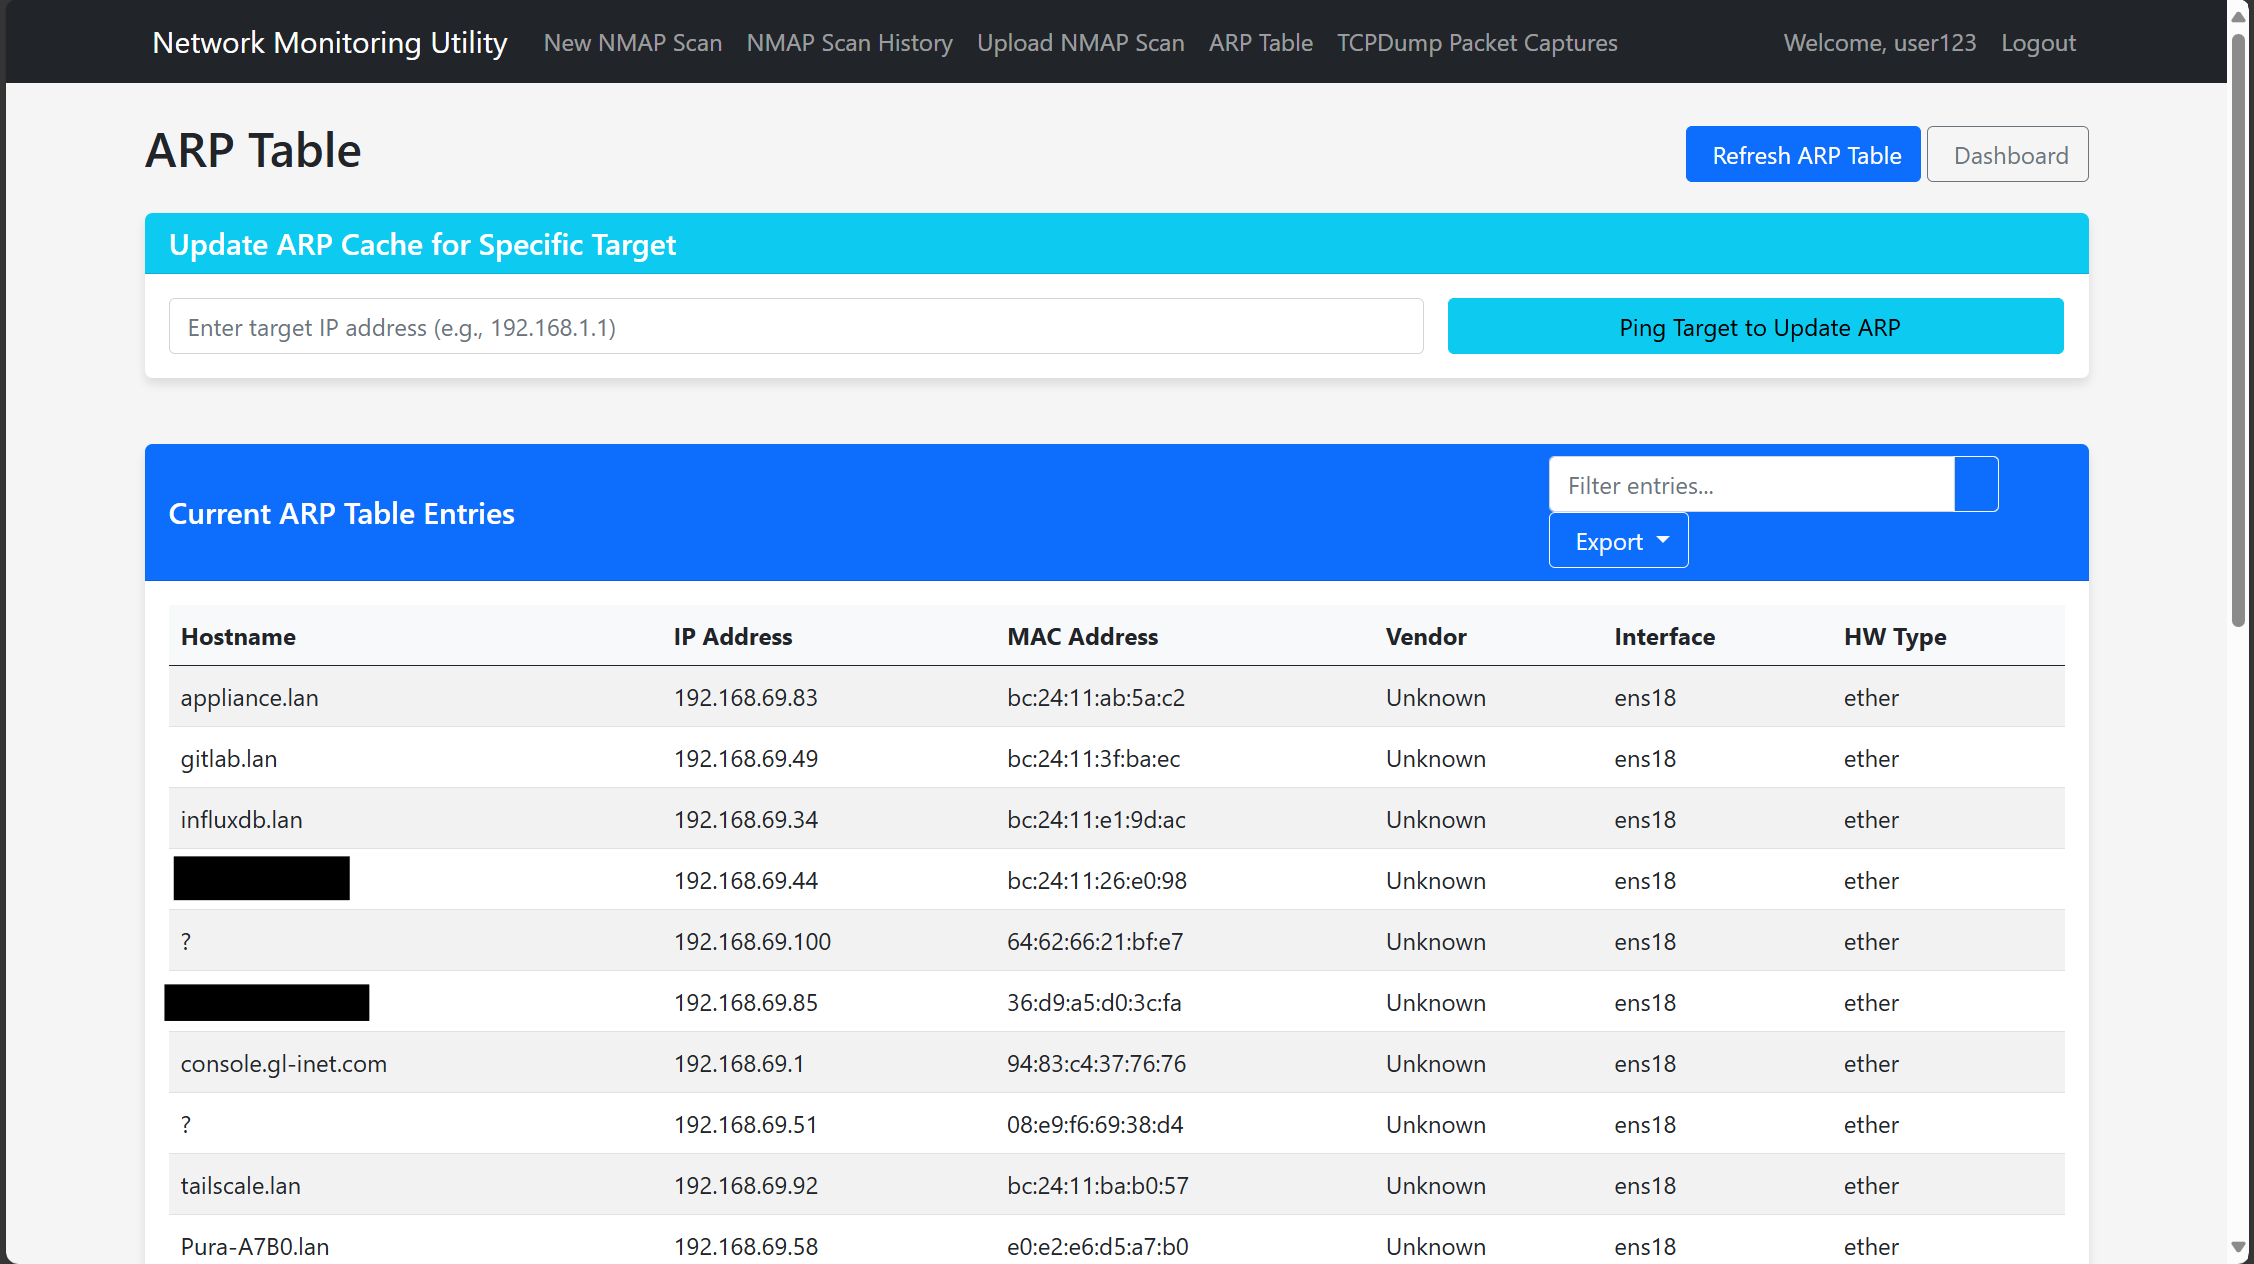 Network Monitoring Utility New NMAP Scan NMAP Scan History Upload NMAP Scan ARP Table TCPDump Packet Captures Welcome, user123 Logout
ARP Table Refresh ARP Table Dashboard
Update ARP Cache for Specific Target
Enter target IP address (e.g., 192.168.1.1) Ping Target to Update ARP
Filter entries...
Current ARP Table Entries
Export
Hostname IP Address MAC Address Vendor Interface HW Type
appliance.lan 192.168.69.83 bc:24:11:ab:5a:c2 Unknown ens18 ether
gitlab.lan 192.168.69.49 bc:24:11:3f:ba:ec Unknown ens18 ether
influxdb.lan 192.168.69.34 bc:24:11:e1:9d:ac Unknown ens18 ether
192.168.69.44 bc:24:11:26:e0:98 Unknown ens18 ether
? 192.168.69.100 64:62:66:21:bf:e7 Unknown ens18 ether
192.168.69.85 36:d9:a5:d0:3c:fa Unknown ens18 ether
console.gl-inet.com 192.168.69.1 94:83:c4:37:76:76 Unknown ens18 ether
? 192.168.69.51 08:e9:f6:69:38:d4 Unknown ens18 ether
tailscale.lan 192.168.69.92 bc:24:11:ba:b0:57 Unknown ens18 ether
Pura-A7B0.lan 192.168.69.58 e0:e2:e6:d5:a7:b0 Unknown ens18 ether